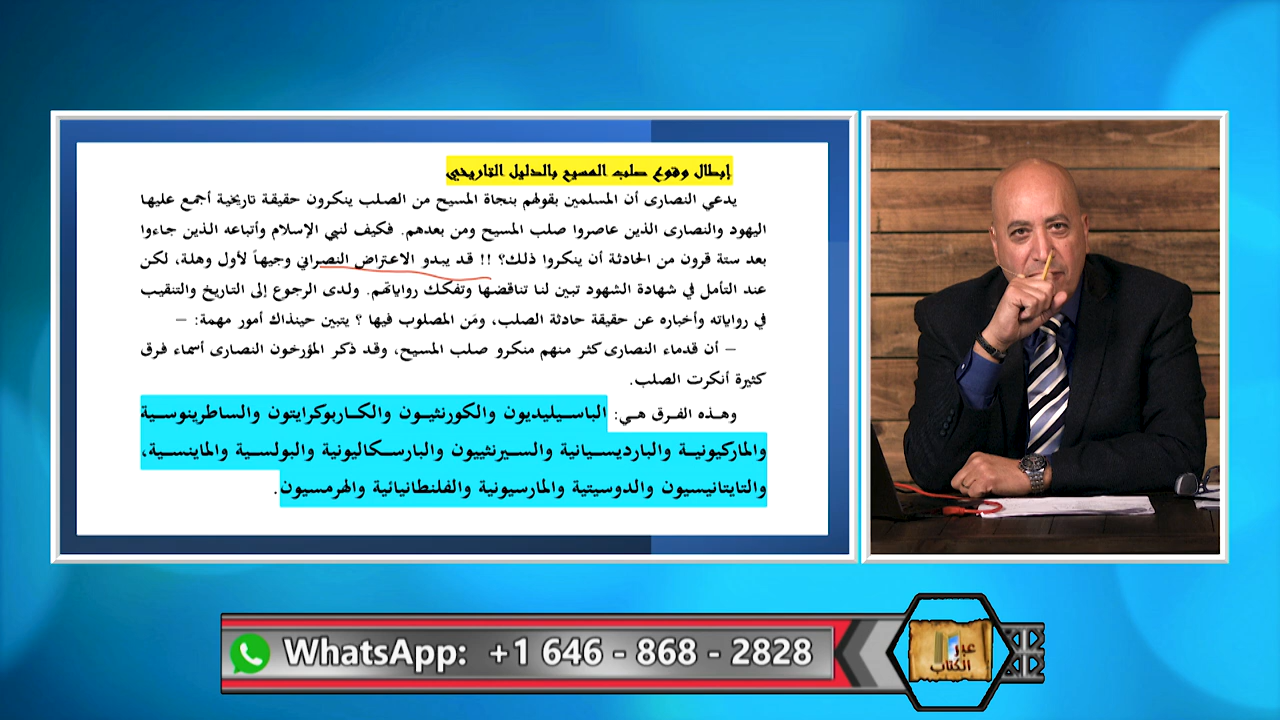 إبطال وقوع صلب المسيح بالدليل التاريخي
يدعي النصارى أن المسلمين بقولهم بنجاة المسيح من الصلب ينكرون حقيقة تاريخية أجمع عليها
اليهود والنصارى الذين عاصروا صلب المسيح ومن بعدهم. فكيف لنبي الإسلام وأتباعه الذين جاءوا
بعد ستة قرون من الحادثة أن ينكروا ذلك؟ !! قد يبدو الاعتراض النصراني وجيهاً لأول وهلة، لكن
عند التأمل في شهادة الشهود تبين لنا تناقضها وتفكك رواياتهم. ولدى الرجوع إلى التاريخ والتنقيب
في رواياته وأخباره عن حقيقة حادثة الصلب، ومَن المصلوب فيها ؟ يتبين حينذاك أمور مهمة: –
– أن قدماء النصارى كثر منهم منكرو صلب المسيح، وقد ذكر المؤرخون النصارى أسماء فرق
كثيرة أنكرت الصلب.
وهذه الفرق هي: الباسيليديون والكورنثيون والكاربوكرايتون والساطرينوسية
والماركيونية والبارديسيانية والسيرنثييون والبارسكاليونية والبولسية والماينسية،
والتايتانيسيون والدوسيتية والمارسيونية والفلنطانيائية والهرمسيون.
WhatsApp: +1 646 - 868 - 2828
عبر
الكتاب